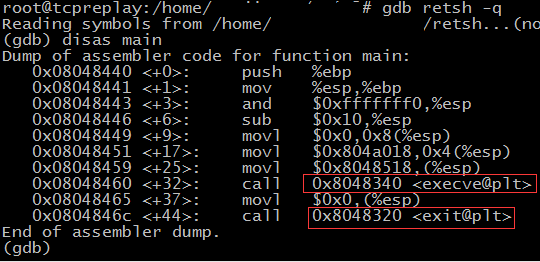 root@tcpreplay:/home/ # gdb retsh -q
Reading symbols from /home/ /retsh...(no
(gdb) disas main
Dump of assembler code for function main:
0x08048440 <+0>: push %ebp
0x08048441 <+1>: mov %esp,%ebp
0x08048443 <+3>: and $0xfffffff0,%esp
0x08048446 <+6>: sub $0x10,%esp
0x08048449 <+9>: movl $0x0,0x8(%esp)
0x08048451 <+17>: movl $0x804a018,0x4(%esp)
0x08048459 <+25>: movl $0x8048518,(%esp)
0x08048460 <+32>: call 0x8048340 <execve@plt>
0x08048465 <+37>: movl $0x0,(%esp)
0x0804846c <+44>: call 0x8048320 <exit@plt>
End of assembler dump.
(gdb)